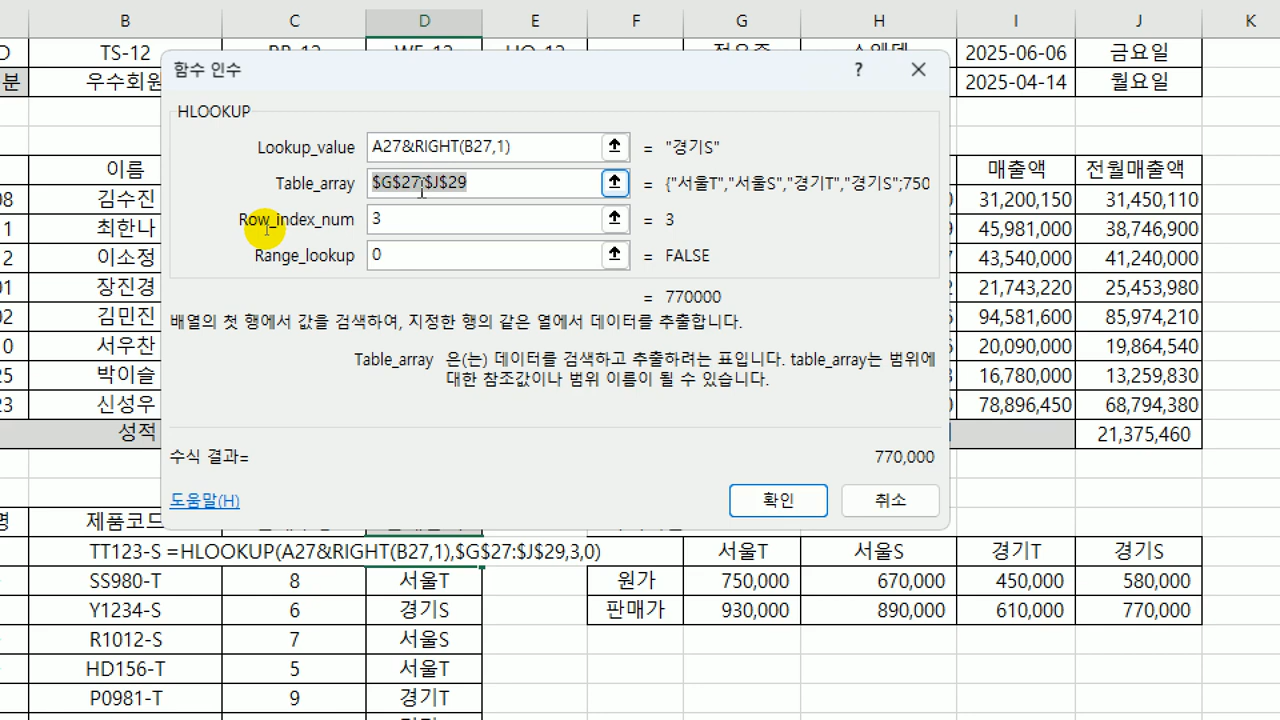 B C D E F G H I J K
D TS-12 2025-06-06 금요일
분 우수회원 2025-04-14 월요일
함수 인수 ?
HLOOKUP
Lookup_value A27&RIGHT(B27,1) = "경기S"
Table_array $G$27:$J$29 = {"서울T","서울S","경기T","경기S";750
Row_index_num 3 = 3
Range_lookup 0 = FALSE
= 770000
배열의 첫 행에서 값을 검색하여, 지정한 행의 같은 열에서 데이터를 추출합니다.
Table_array 은(는) 데이터를 검색하고 추출하려는 표입니다. table_array는 범위에
대한 참조값이나 범위 이름이 될 수 있습니다.
수식 결과= 770,000
도움말(H) 확인 취소
이름 매출액 전월매출액
08 김수진 31,200,150 31,450,110
1 최한나 45,981,000 38,746,900
2 이소정 43,540,000 41,240,000
01 장진경 21,743,220 25,453,980
02 김민진 94,581,600 85,974,210
0 서우찬 20,090,000 19,864,540
25 박이슬 16,780,000 13,259,830
23 신성우 78,896,450 68,794,380
성적 21,375,460
명 제품코드
TT123-S =HLOOKUP(A27&RIGHT(B27,1),$G$27:$J$29,3,0) 서울T 서울S 경기T 경기S
SS980-T 8 서울T 원가 750,000 670,000 450,000 580,000
Y1234-S 6 경기S 판매가 930,000 890,000 610,000 770,000
R1012-S 7 서울S
HD156-T 5 서울T
P0981-T 9 경기T